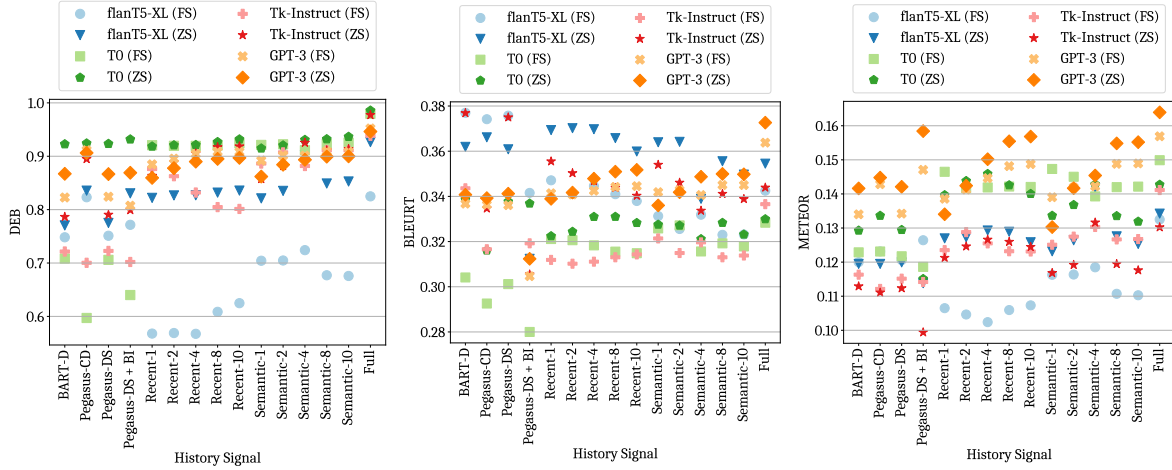 flanT5-XL (FS)
flanT5-XL (ZS)
T0 (FS)
T0 (ZS)
Tk-Instruct (FS)
Tk-Instruct (ZS)
GPT-3 (FS)
GPT-3 (ZS)
1.0
0.9
0.8
0.7
0.6
DEB
BART-D
Pegasus-CD
Pegasus-DS
Pegasus-DS + BI
Recent-1
Recent-2
Recent-4
Recent-8
Recent-10
Semantic-1
Semantic-2
Semantic-4
Semantic-8
Semantic-10
Full
History Signal
flanT5-XL (FS)
flanT5-XL (ZS)
T0 (FS)
T0 (ZS)
Tk-Instruct (FS)
Tk-Instruct (ZS)
GPT-3 (FS)
GPT-3 (ZS)
0.38
0.36
0.34
0.32
0.30
0.28
BLEURT
BART-D
Pegasus-CD
Pegasus-DS
Pegasus-DS + BI
Recent-1
Recent-2
Recent-4
Recent-8
Recent-10
Semantic-1
Semantic-2
Semantic-4
Semantic-8
Semantic-10
Full
History Signal
flanT5-XL (FS)
flanT5-XL (ZS)
T0 (FS)
T0 (ZS)
Tk-Instruct (FS)
Tk-Instruct (ZS)
GPT-3 (FS)
GPT-3 (ZS)
0.16
0.15
0.14
0.13
0.12
0.11
0.10
METEOR
BART-D
Pegasus-CD
Pegasus-DS
Pegasus-DS + BI
Recent-1
Recent-2
Recent-4
Recent-8
Recent-10
Semantic-1
Semantic-2
Semantic-4
Semantic-8
Semantic-10
Full
History Signal